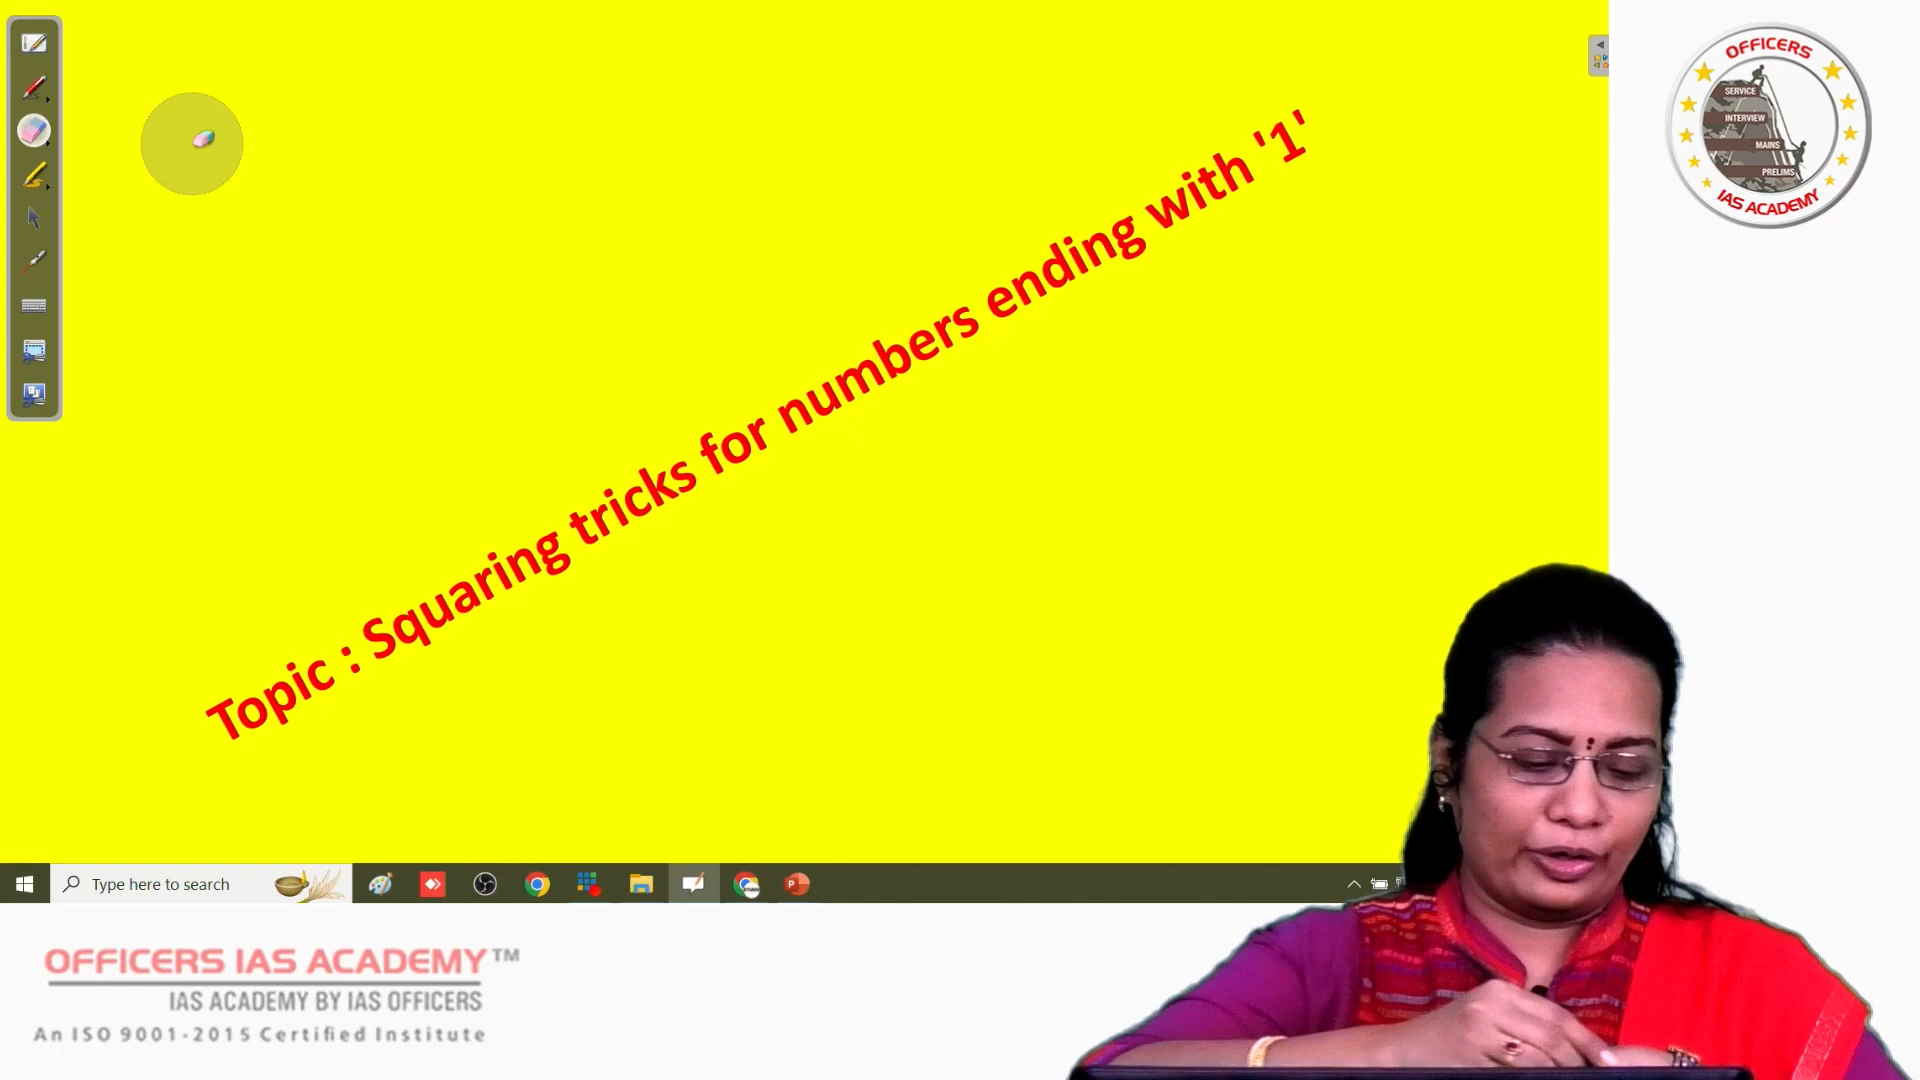 OFFICERS
SERVICE
INTERVIEW
MAINS
PRELIMS
IAS ACADEMY
Topic : Squaring tricks for numbers ending with '1'
Type here to search
OFFICERS IAS ACADEMY™
IAS ACADEMY BY IAS OFFICERS
An ISO 9001-2015 Certified Institute